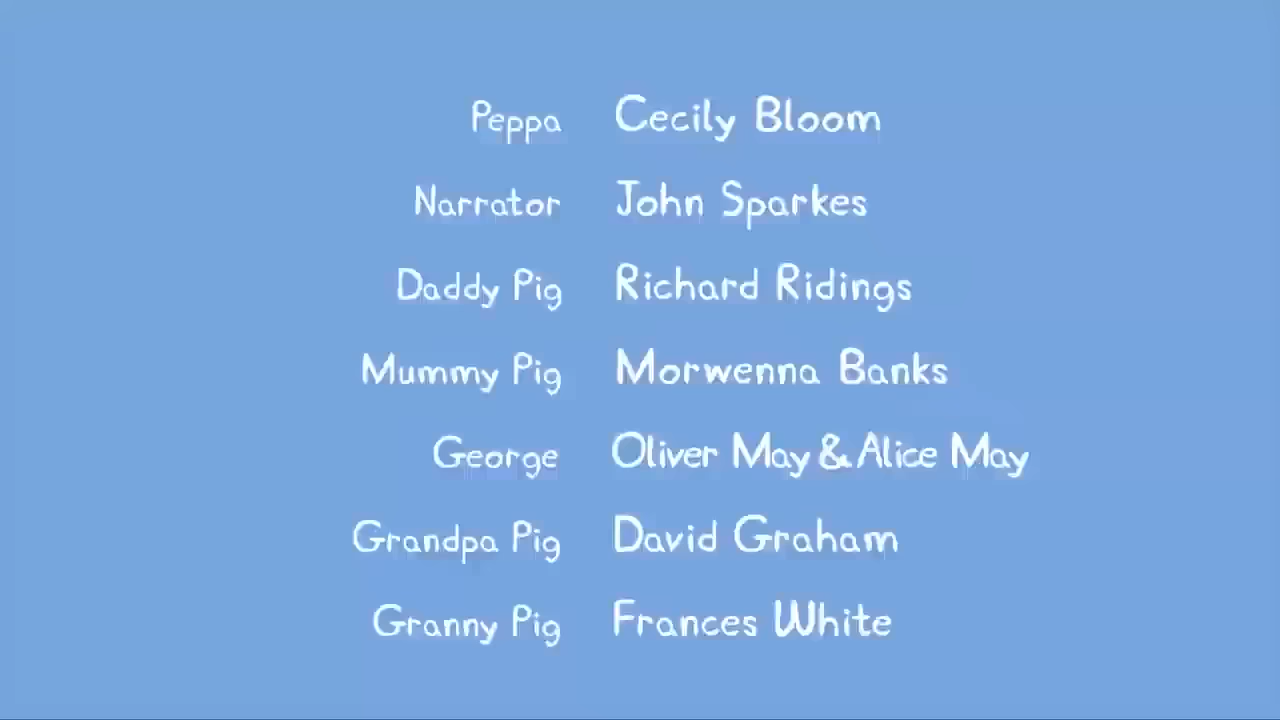 Peppa Cecily Bloom
Narrator John Sparkes
Daddy Pig Richard Ridings
Mummy Pig Morwenna Banks
George Oliver May & Alice May
Grandpa Pig David Graham
Granny Pig Frances White